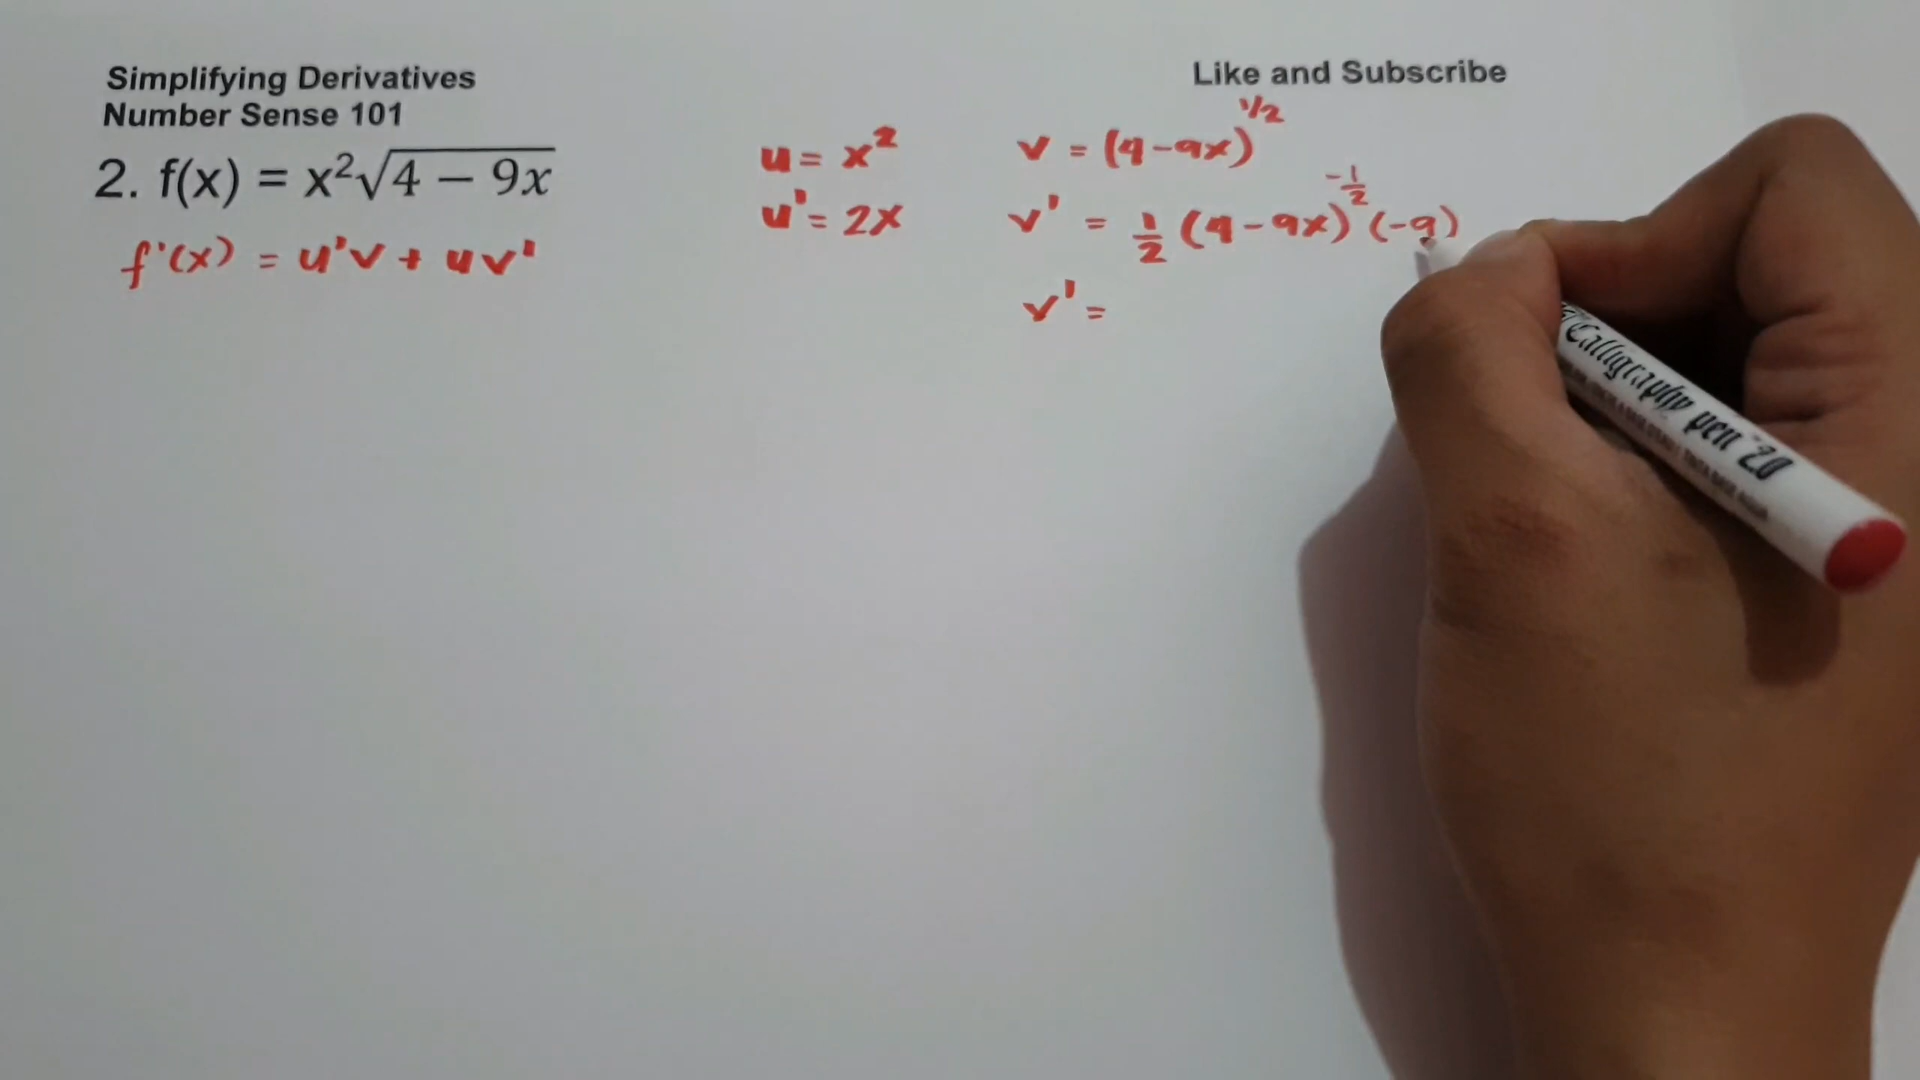 Simplifying Derivatives
Number Sense 101
2. f(x) = x²√(4 − 9x)
f'(x) = u'v + uv'
u = x²
u' = 2x
Like and Subscribe
v = (4-9x)^1/2
v' = 1/2 (4-9x)^-1/2 (-9)
v' =
Calligraphy pen 2.0